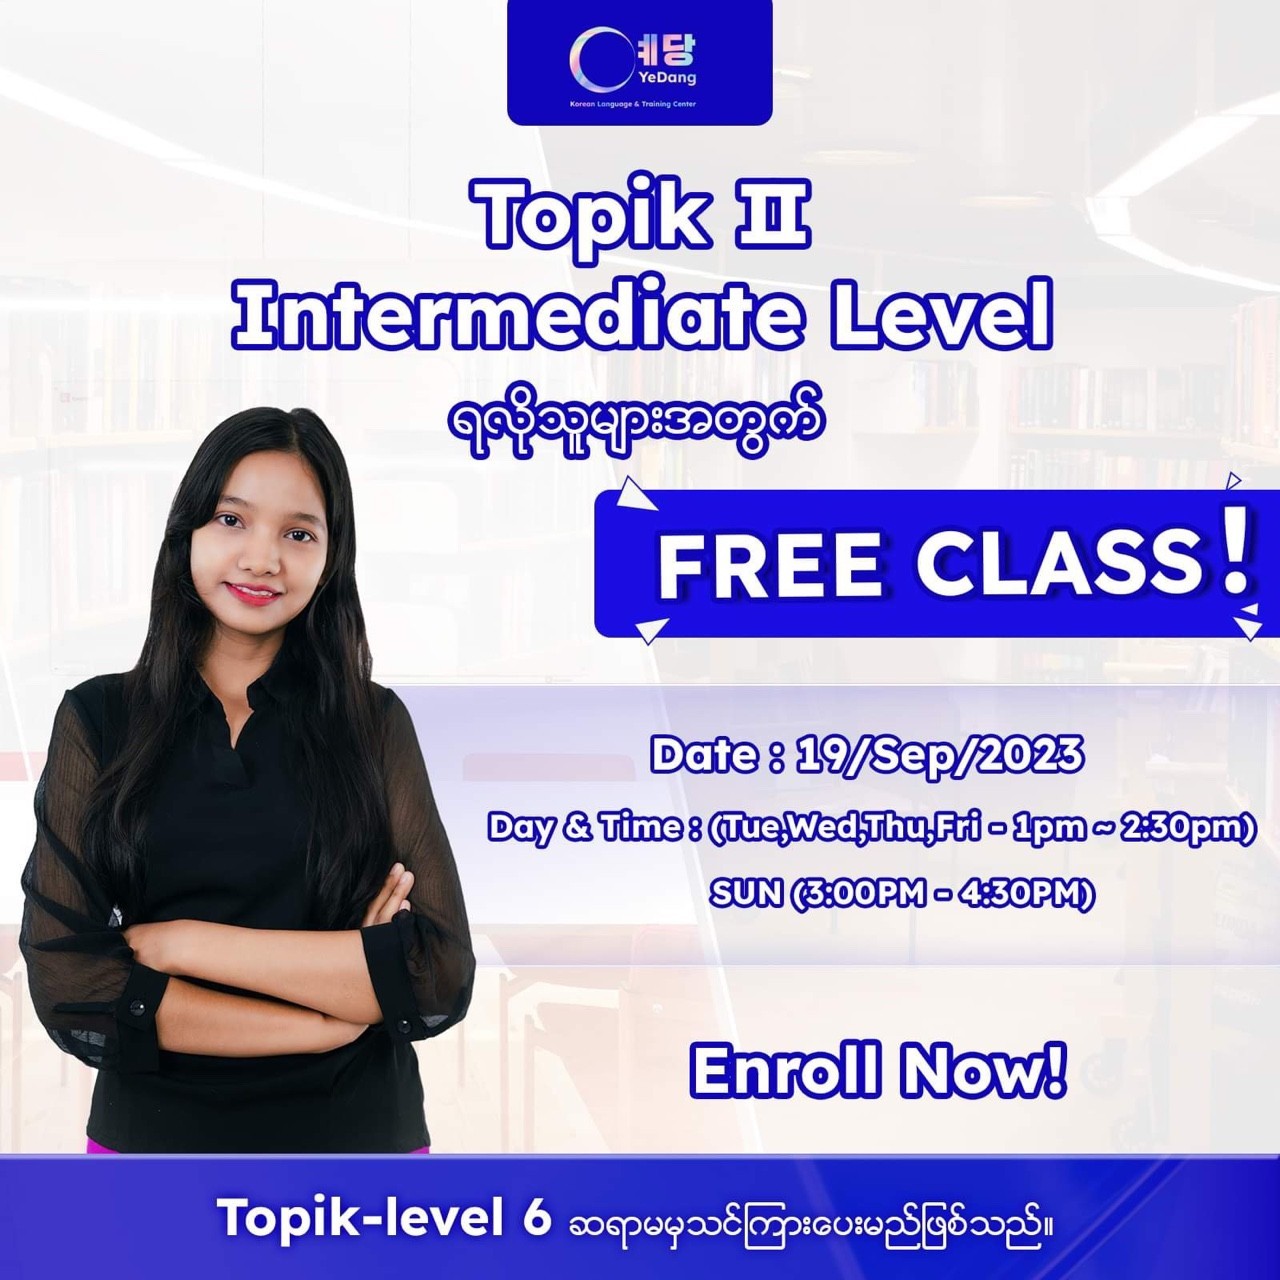 예당
YeDang
Korean Language & Training Center
Topik II
Intermediate Level
ရလိုသူများအတွက်
FREE CLASS!
Date : 19/Sep/2023
Day & Time : (Tue,Wed,Thu,Fri - 1pm ~ 2:30pm)
SUN (3:00PM - 4:30PM)
Enroll Now!
Topik-level 6 ဆရာမမှသင်ကြားပေးမည်ဖြစ်သည်။